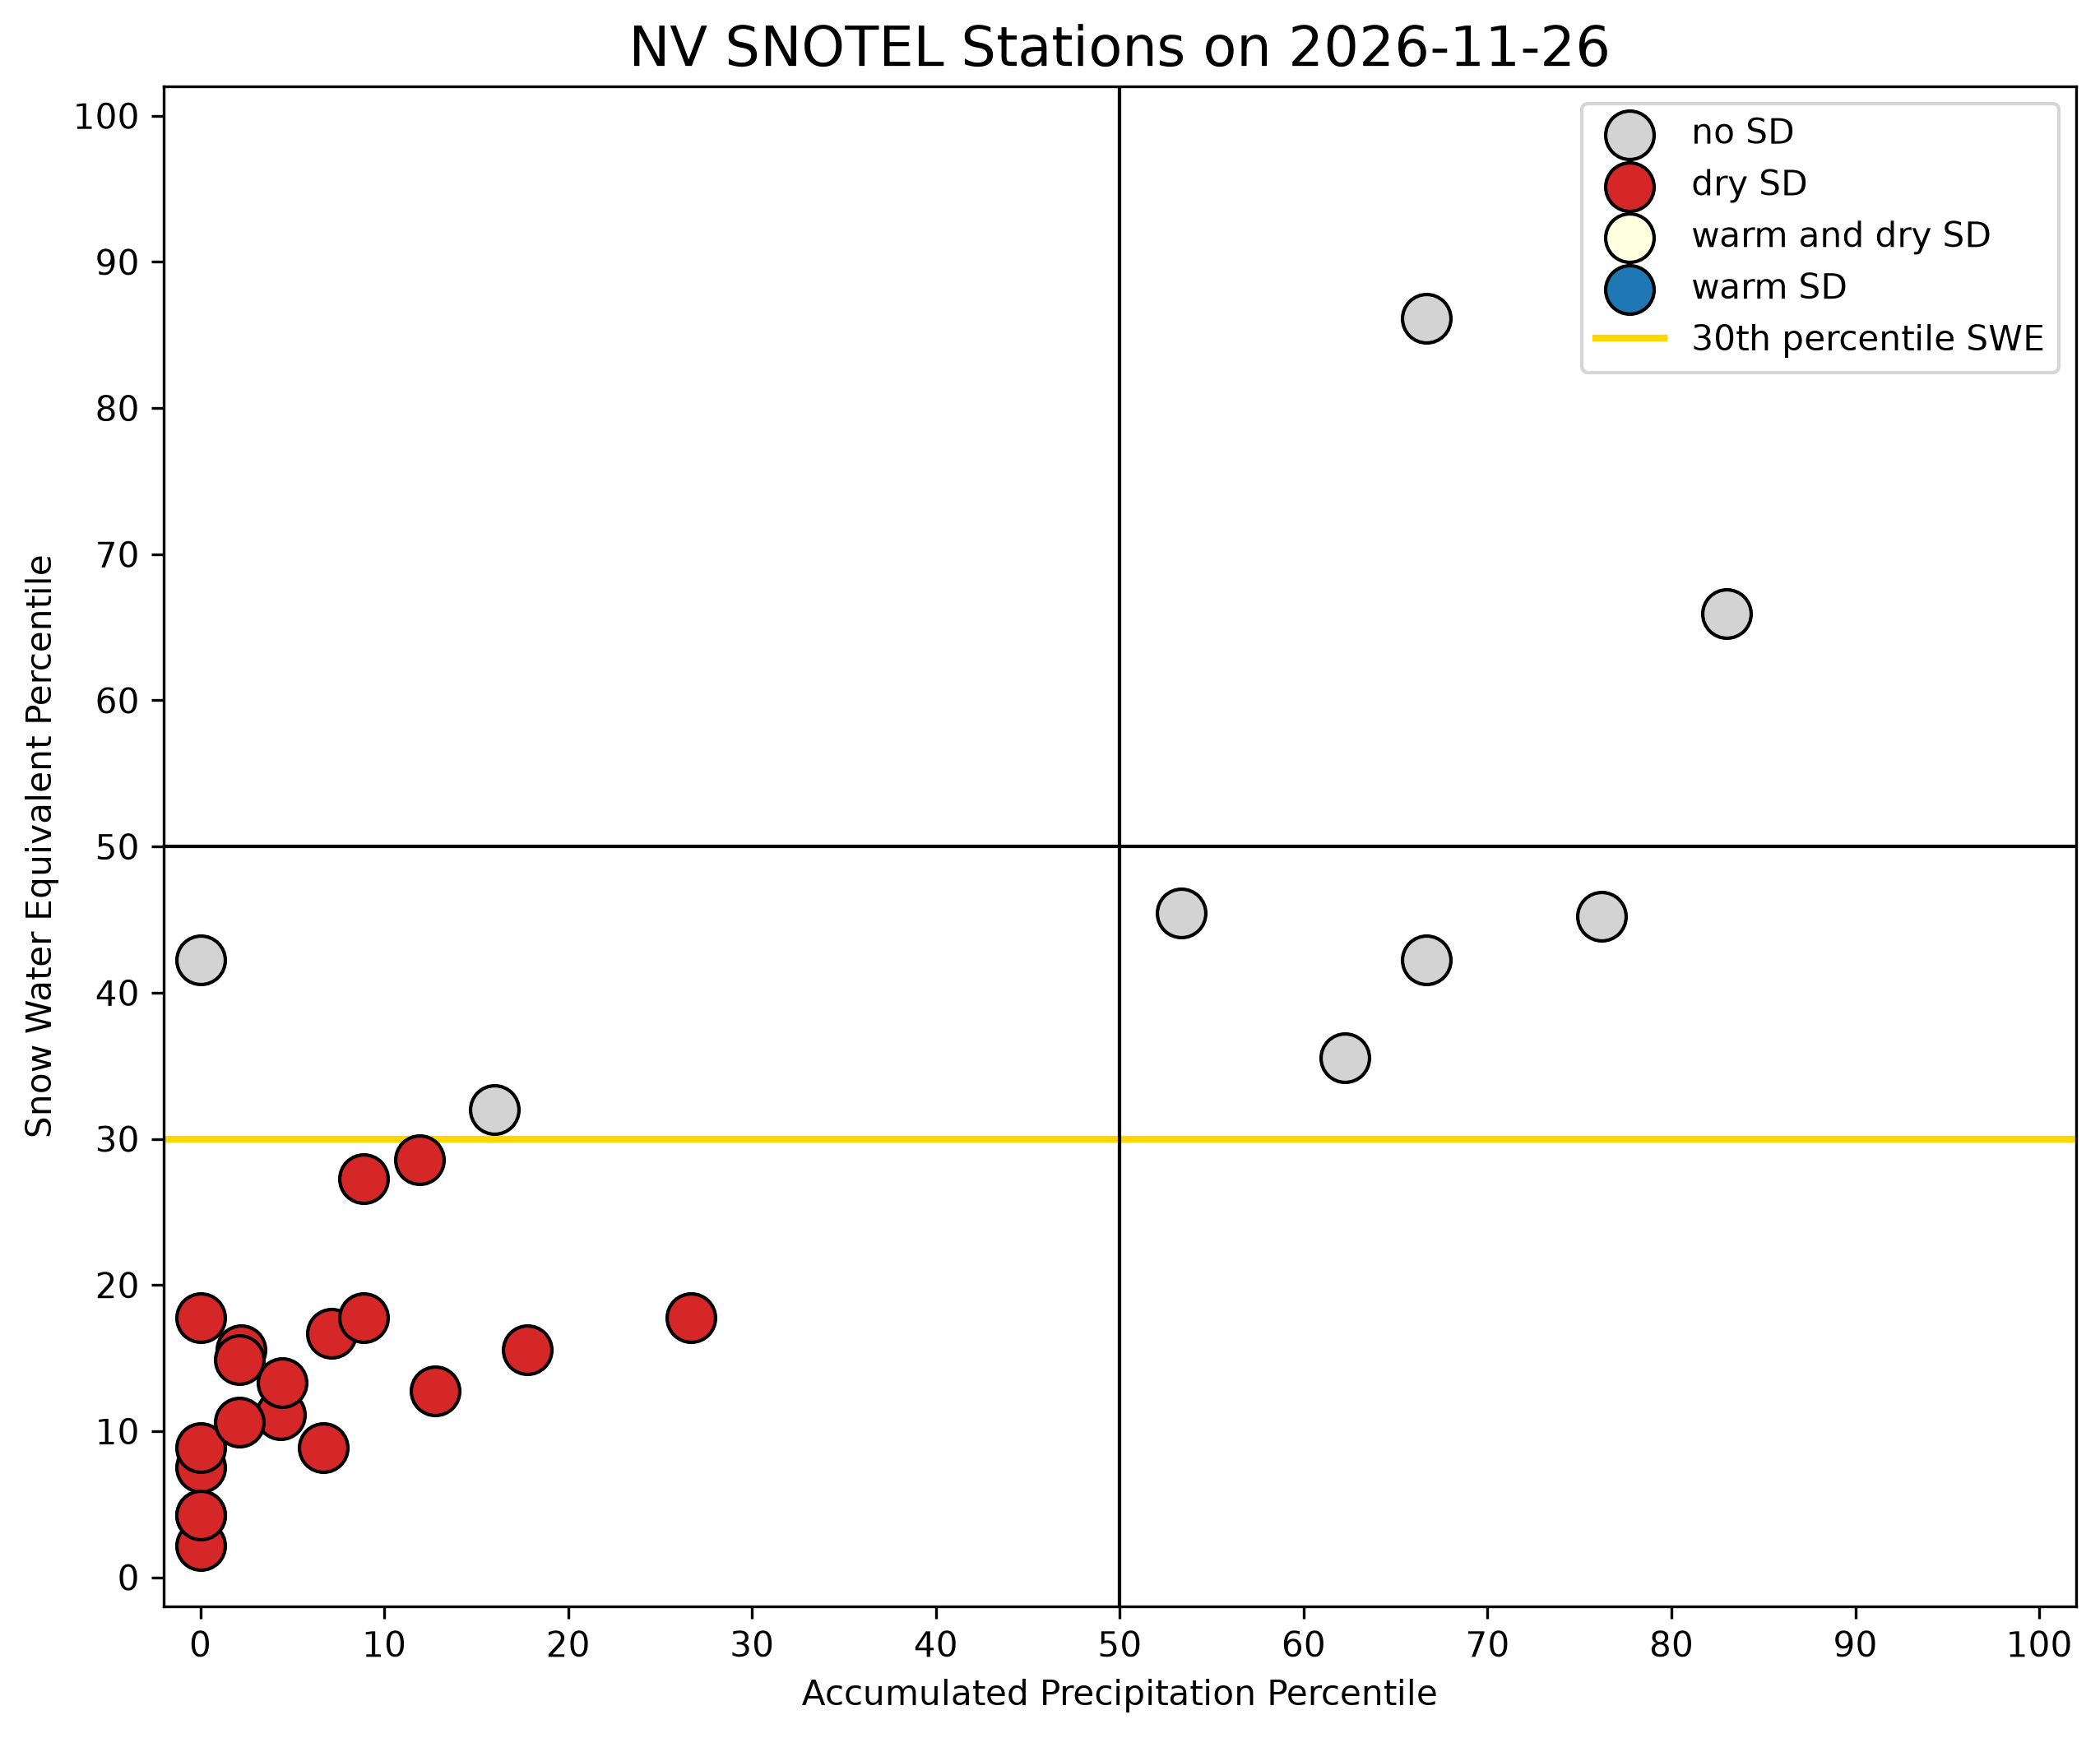 NV SNOTEL Stations on 2026-11-26
no SD
dry SD
warm and dry SD
warm SD
30th percentile SWE
Snow Water Equivalent Percentile
100
90
80
70
60
50
40
30
20
10
0
0 10 20 30 40 50 60 70 80 90 100
Accumulated Precipitation Percentile